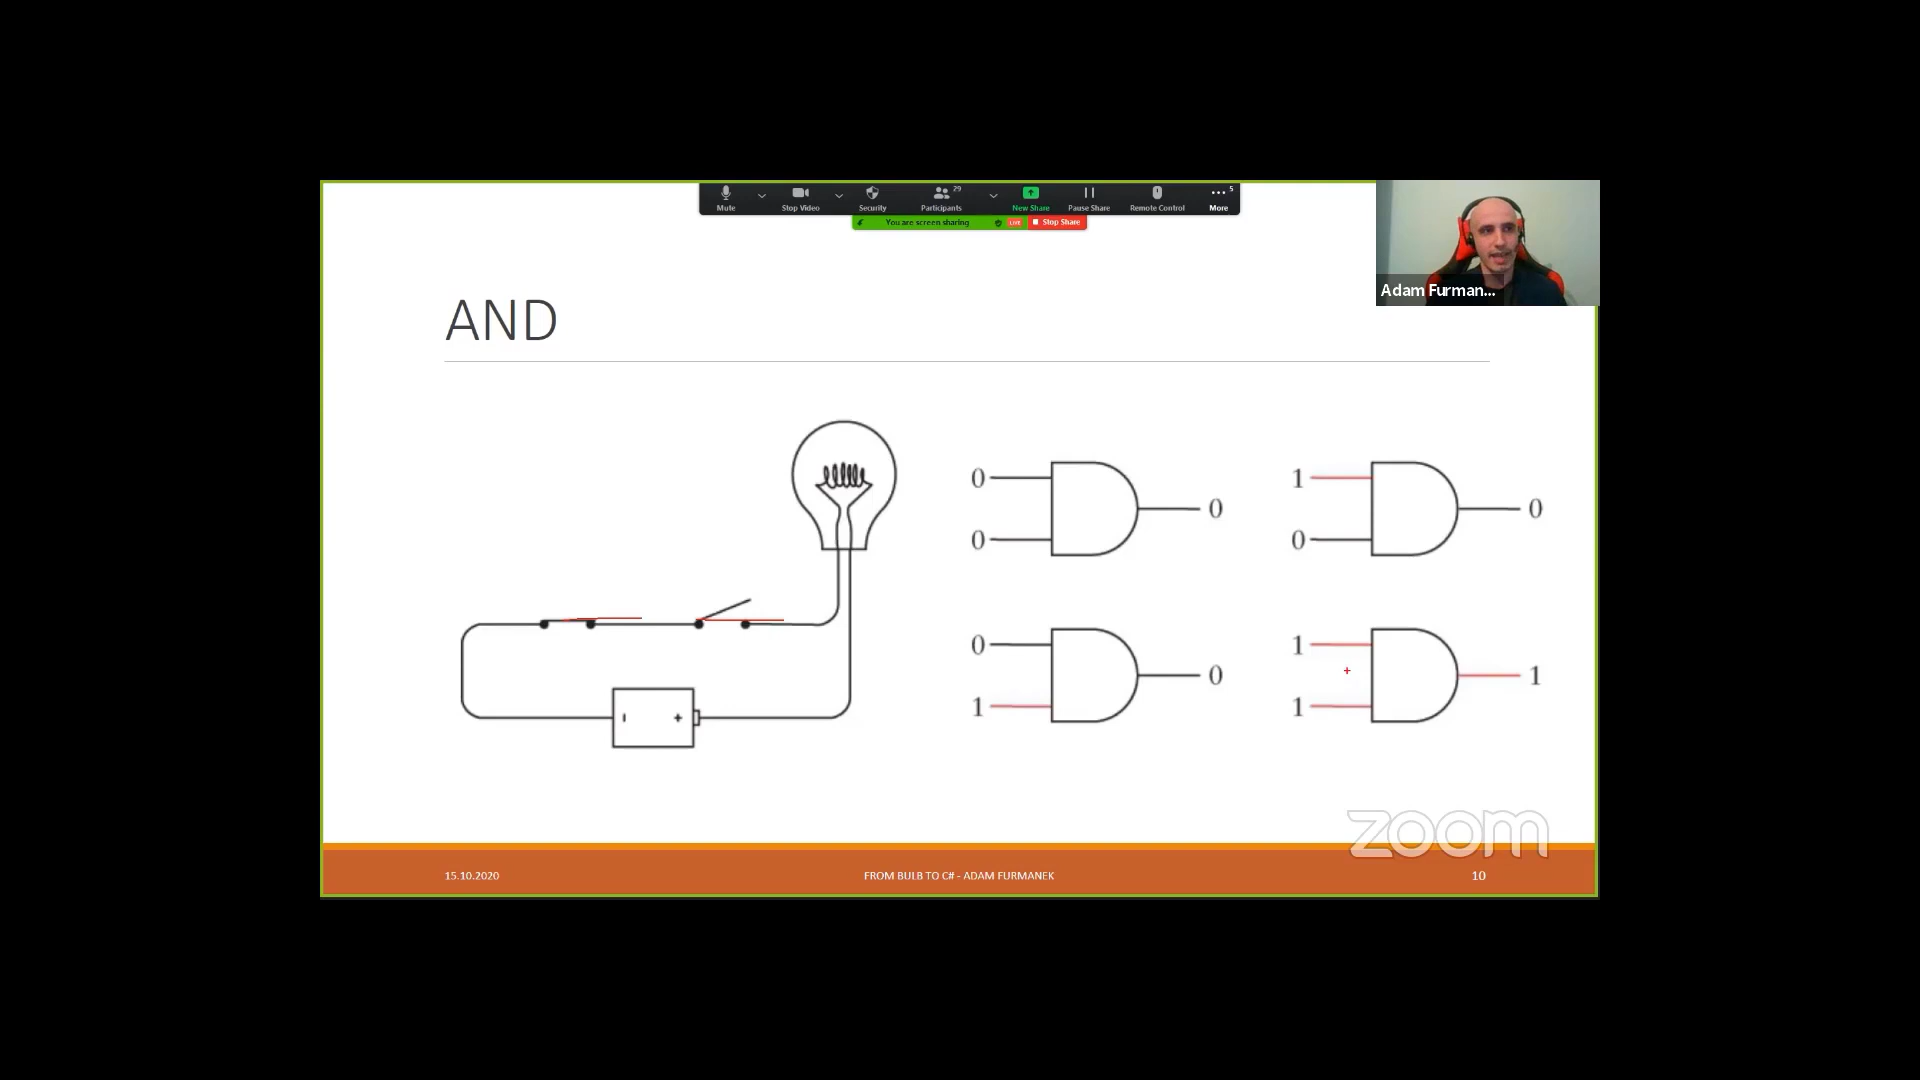 29
5
Mute
Stop Video
Security
Participants
New Share
Pause Share
Remote Control
More
You are screen sharing
LIVE
Stop Share
Adam Furman...
AND
0
0
0
1
0
0
0
1
0
1
1
1
- +
zoom
15.10.2020
FROM BULB TO C# - ADAM FURMANEK
10